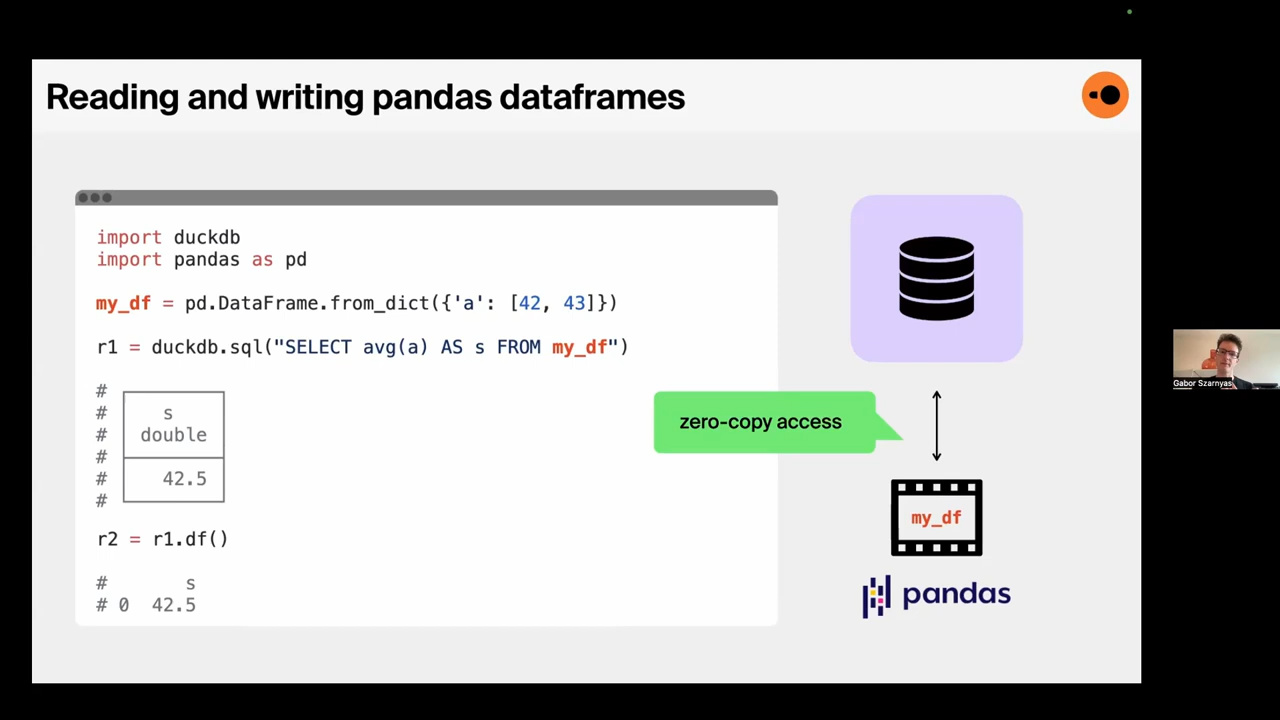 Reading and writing pandas dataframes
import duckdb
import pandas as pd
my_df = pd.DataFrame.from_dict({'a': [42, 43]})
r1 = duckdb.sql("SELECT avg(a) AS s FROM my_df")
#
# s
# double
#
# 42.5
#
r2 = r1.df()
# s
# 0 42.5
zero-copy access
my_df
pandas
Gabor Szarnyas